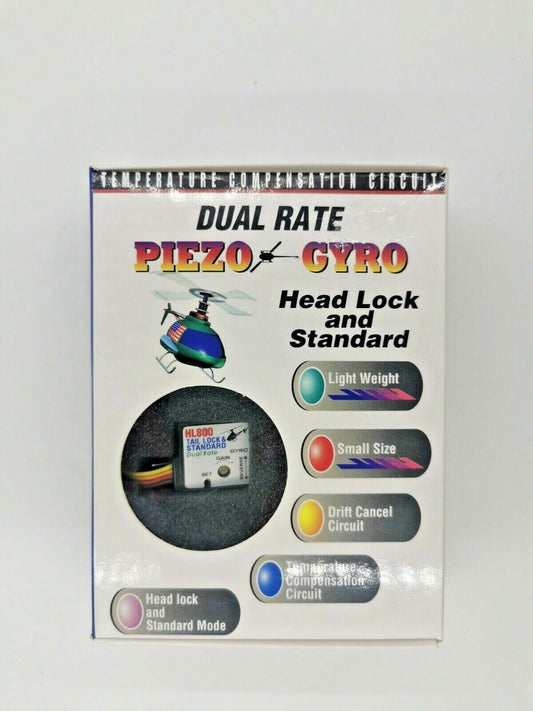 TEMPERATURE COMPENSATION CIRCUIT
DUAL RATE
PIEZO GYRO
Head Lock
and
Standard
Light Weight
Small Size
Drift Cancel
Circuit
Temperature
Compensation
Circuit
Head lock
and
Standard Mode
HL800
TAIL LOCK &
STANDARD
Dual Rate
GYRO
GAIN
SET
REVERSE